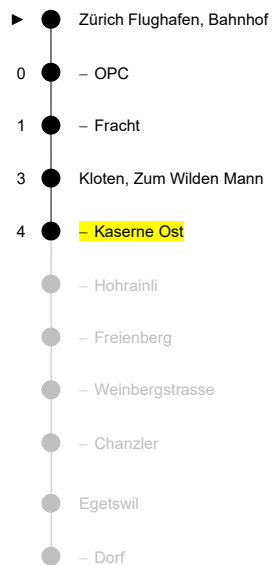 ► Zürich Flughafen, Bahnhof
0 – OPC
1 – Fracht
3 Kloten, Zum Wilden Mann
4 – Kaserne Ost
– Hohrainli
– Freienberg
– Weinbergstrasse
– Chanzler
Egetswil
– Dorf